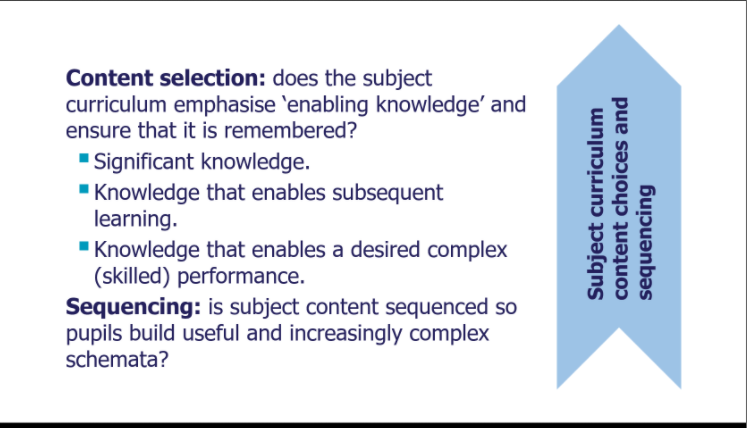 Content selection: does the subject
curriculum emphasise ‘enabling knowledge’ and
ensure that it is remembered?
Significant knowledge.
Knowledge that enables subsequent
learning.
Knowledge that enables a desired complex
(skilled) performance.
Sequencing: is subject content sequenced so
pupils build useful and increasingly complex
schemata?
Subject curriculum
content choices and
sequencing